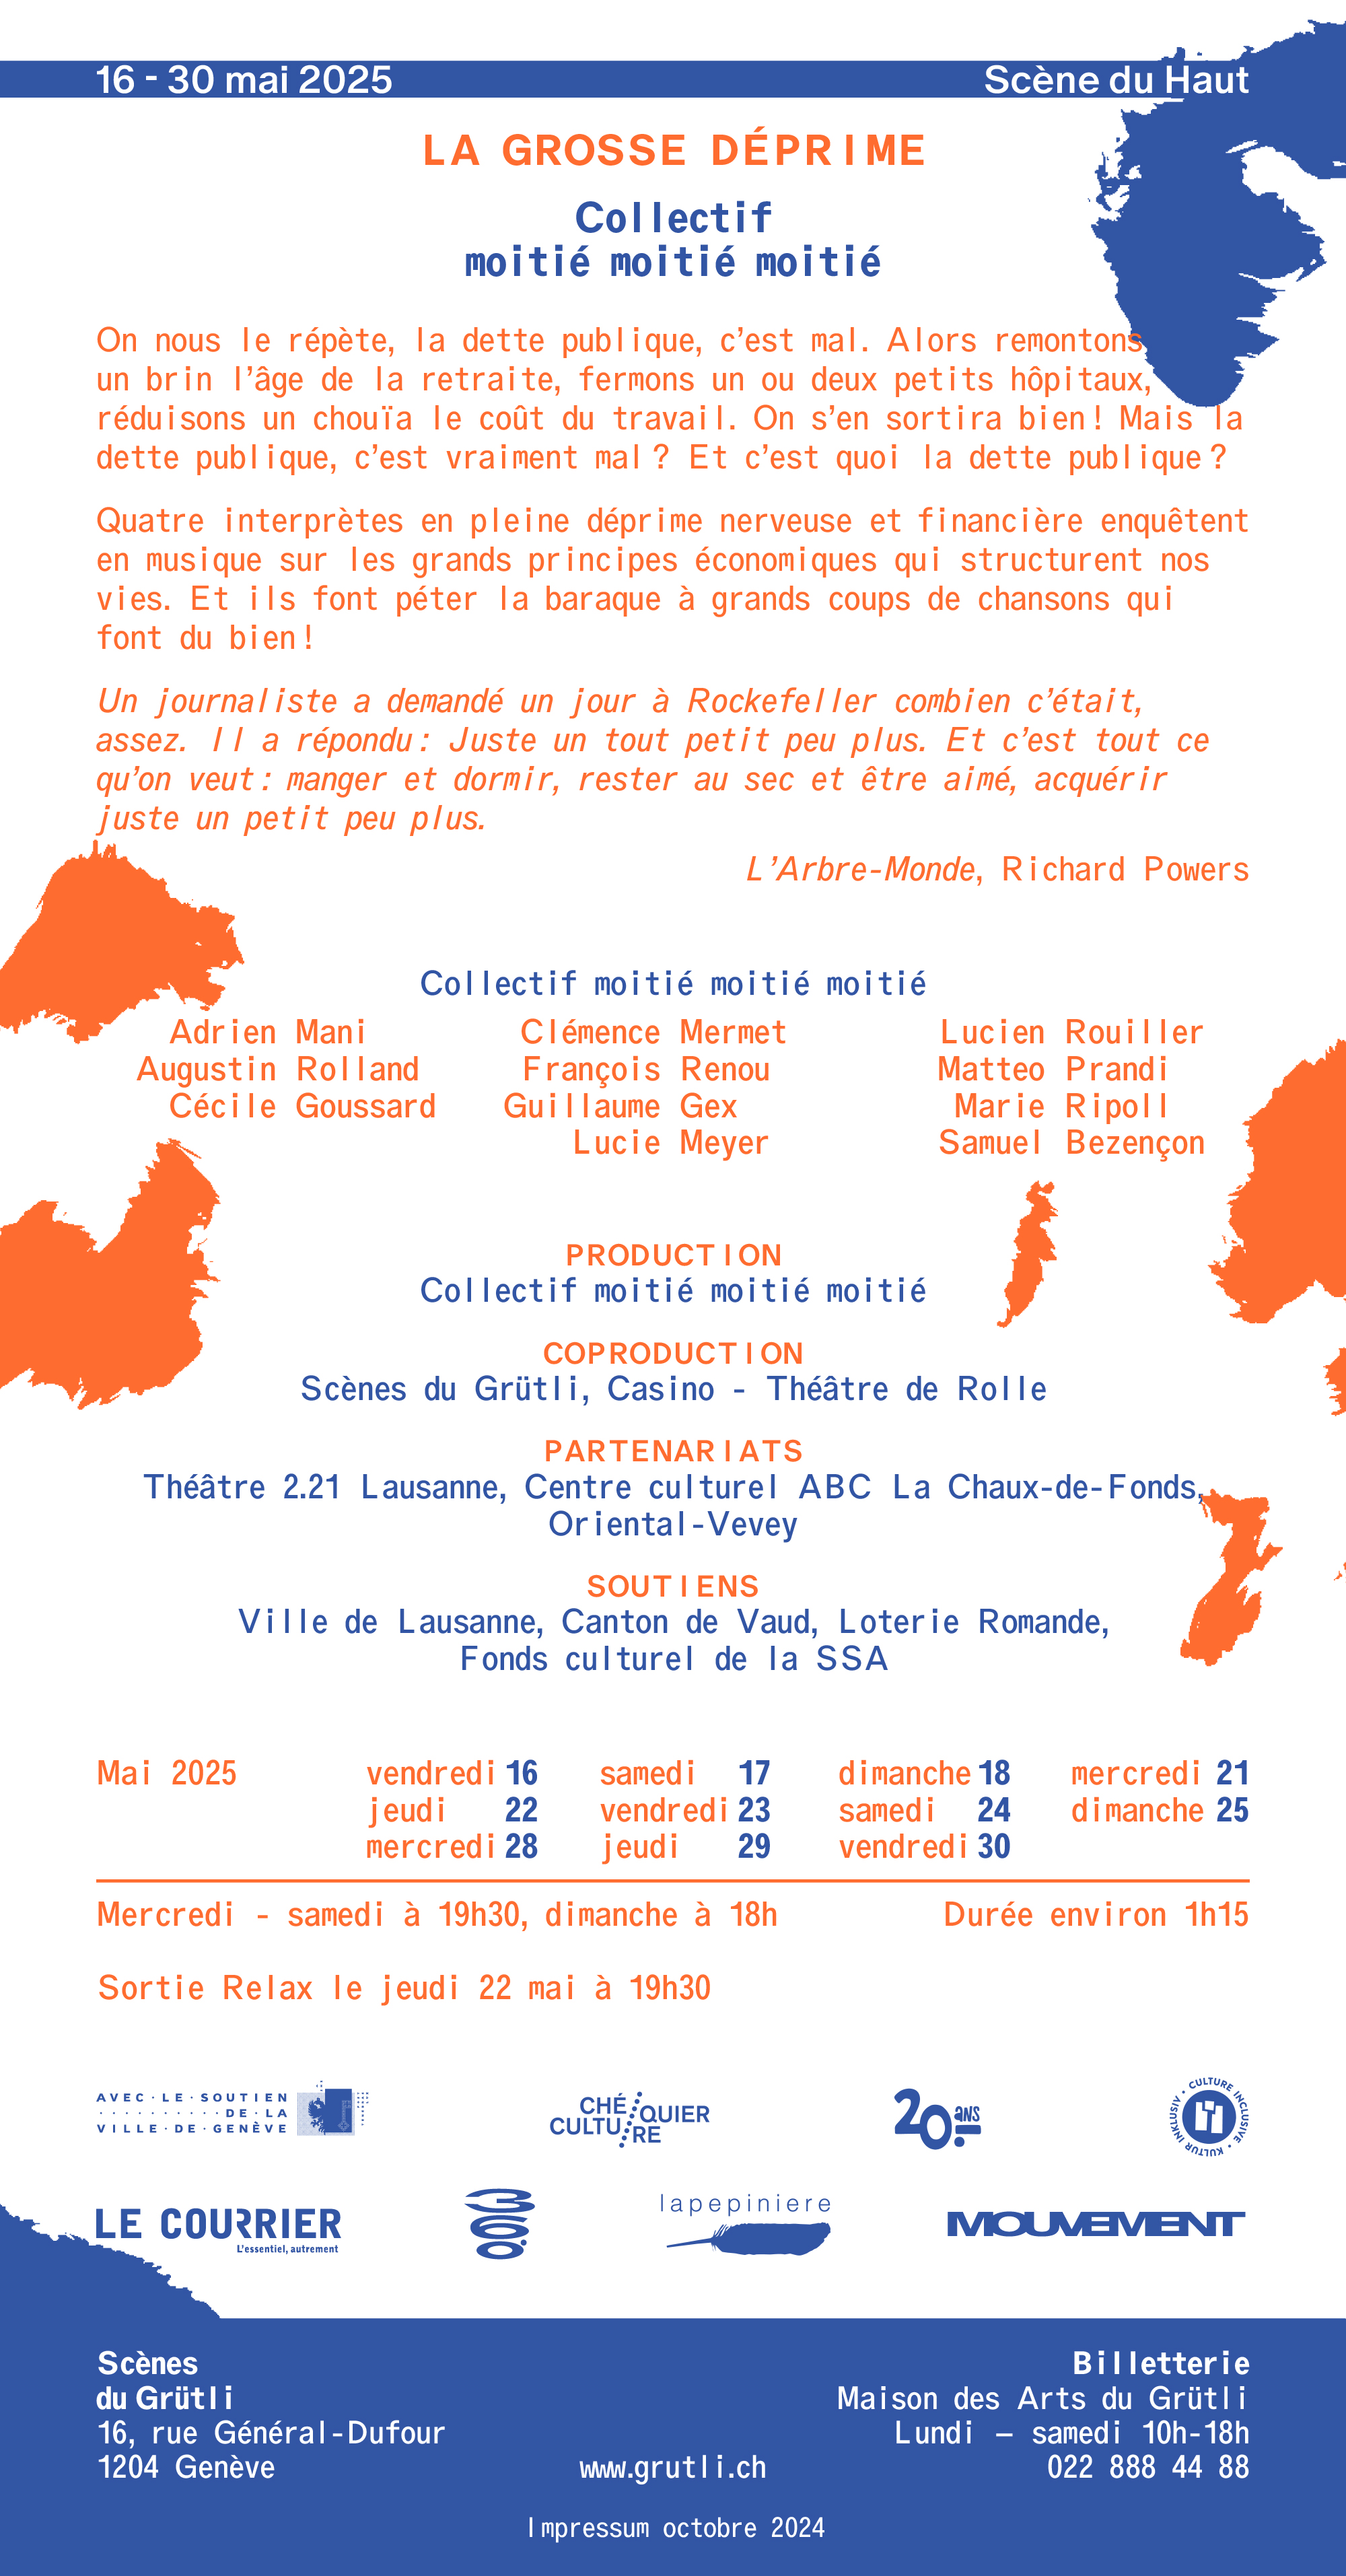 16 - 30 mai 2025
Scène du Haut
LA GROSSE DÉPRIME
Collectif
moitié moitié moitié
On nous le répète, la dette publique, c’est mal. Alors remontons
un brin l’âge de la retraite, fermons un ou deux petits hôpitaux,
réduisons un chouïa le coût du travail. On s’en sortira bien ! Mais la
dette publique, c’est vraiment mal ? Et c’est quoi la dette publique ?
Quatre interprètes en pleine déprime nerveuse et financière enquêtent
en musique sur les grands principes économiques qui structurent nos
vies. Et ils font péter la baraque à grands coups de chansons qui
font du bien !
Un journaliste a demandé un jour à Rockefeller combien c’était,
assez. Il a répondu : Juste un tout petit peu plus. Et c’est tout ce
qu’on veut : manger et dormir, rester au sec et être aimé, acquérir
juste un petit peu plus.
L’Arbre-Monde, Richard Powers
Collectif moitié moitié moitié
Adrien Mani
Augustin Rolland
Cécile Goussard
Clémence Mermet
François Renou
Guillaume Gex
Lucie Meyer
Lucien Rouiller
Matteo Prandi
Marie Ripoll
Samuel Bezençon
PRODUCTION
Collectif moitié moitié moitié
COPRODUCTION
Scènes du Grütli, Casino - Théâtre de Rolle
PARTENARIATS
Théâtre 2.21 Lausanne, Centre culturel ABC La Chaux-de-Fonds,
Oriental-Vevey
SOUTIENS
Ville de Lausanne, Canton de Vaud, Loterie Romande,
Fonds culturel de la SSA
Mai 2025 vendredi 16 samedi 17 dimanche 18 mercredi 21
jeudi 22 vendredi 23 samedi 24 dimanche 25
mercredi 28 jeudi 29 vendredi 30
Mercredi - samedi à 19h30, dimanche à 18h
Durée environ 1h15
Sortie Relax le jeudi 22 mai à 19h30
AVEC · LE · SOUTIEN
· · · · · · · · · · DE · LA
VILLE · DE · GENÈVE
CHÉQUIER
CULTURE
20 ans
CULTURE INCLUSIVE • KULTUR INKLUSIV •
LE COURRIER
L’essentiel, autrement
300
lapepiniere
MOUVEMENT
Scènes
du Grütli
16, rue Général-Dufour
1204 Genève
www.grutli.ch
Billetterie
Maison des Arts du Grütli
Lundi – samedi 10h-18h
022 888 44 88
Impressum octobre 2024